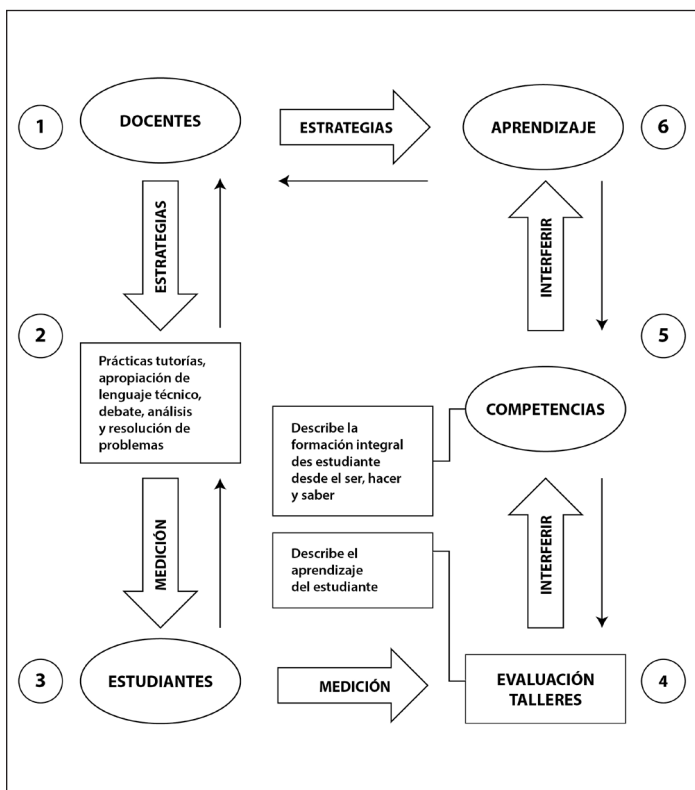 1
DOCENTES
ESTRATEGIAS
APRENDIZAJE
6
ESTRATEGIAS
INTERFERIR
2
5
Prácticas tutorías,
apropiación de
lenguaje técnico,
debate, análisis
y resolución de
problemas
COMPETENCIAS
Describe la
formación integral
des estudiante
desde el ser, hacer
y saber
MEDICIÓN
INTERFERIR
Describe el
aprendizaje
del estudiante
3
ESTUDIANTES
MEDICIÓN
EVALUACIÓN
TALLERES
4